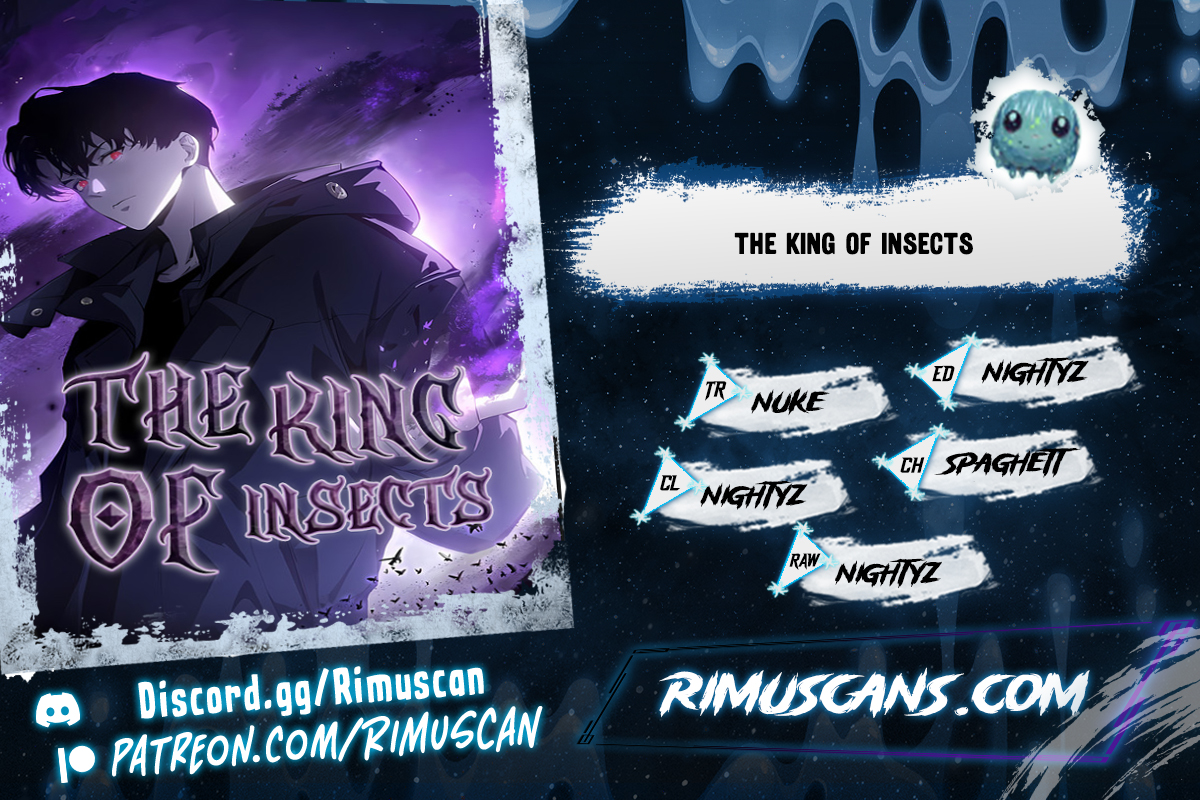 THE KING
OF INSECTS
THE KING OF INSECTS
TR NUKE
ED NIGHTYZ
CL NIGHTYZ
CH SPAGHETT
RAW NIGHTYZ
Discord.gg/Rimuscan
PATREON.COM/RIMUSCAN
RIMUSCANS.COM